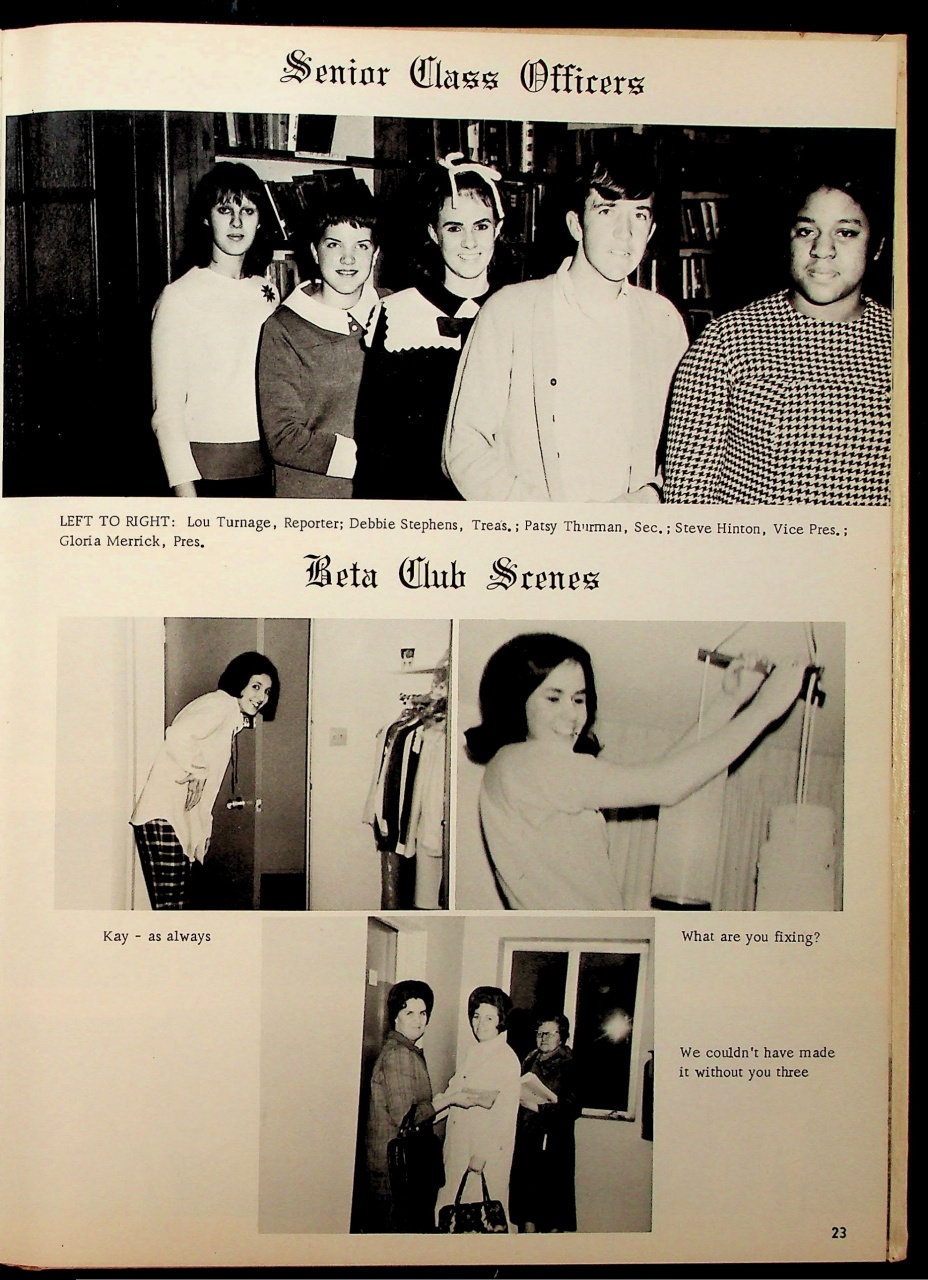 Senior Class Officers
LEFT TO RIGHT: Lou Turnage, Reporter; Debbie Stephens, Treas.; Patsy Thurman, Sec.; Steve Hinton, Vice Pres.;
Gloria Merrick, Pres.
Beta Club Scenes
Kay - as always
What are you fixing?
We couldn't have made
it without you three
23